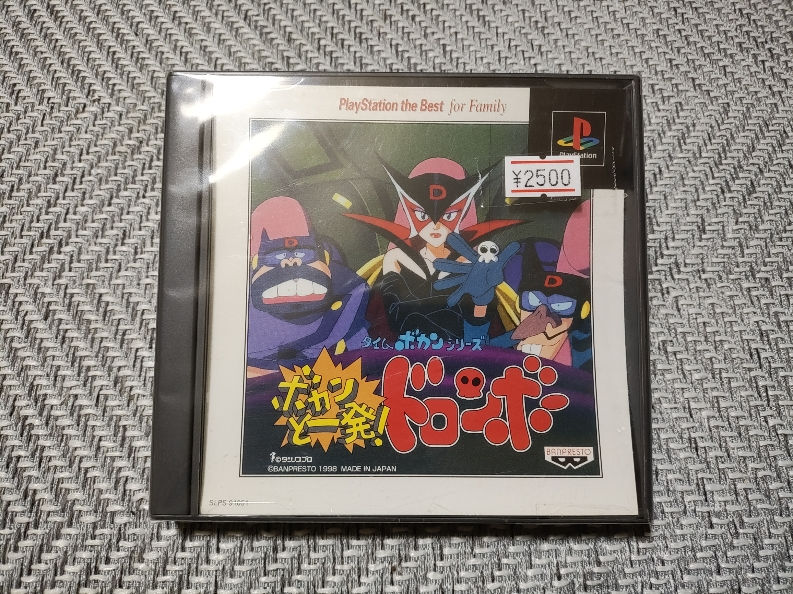 PlayStation the Best for Family
PlayStation
¥2500
D
D
D
タイムボカンシリーズ
ボカンと一発!
ドロンボー
©タツノコプロ
©BANPRESTO 1998 MADE IN JAPAN
BANPRESTO